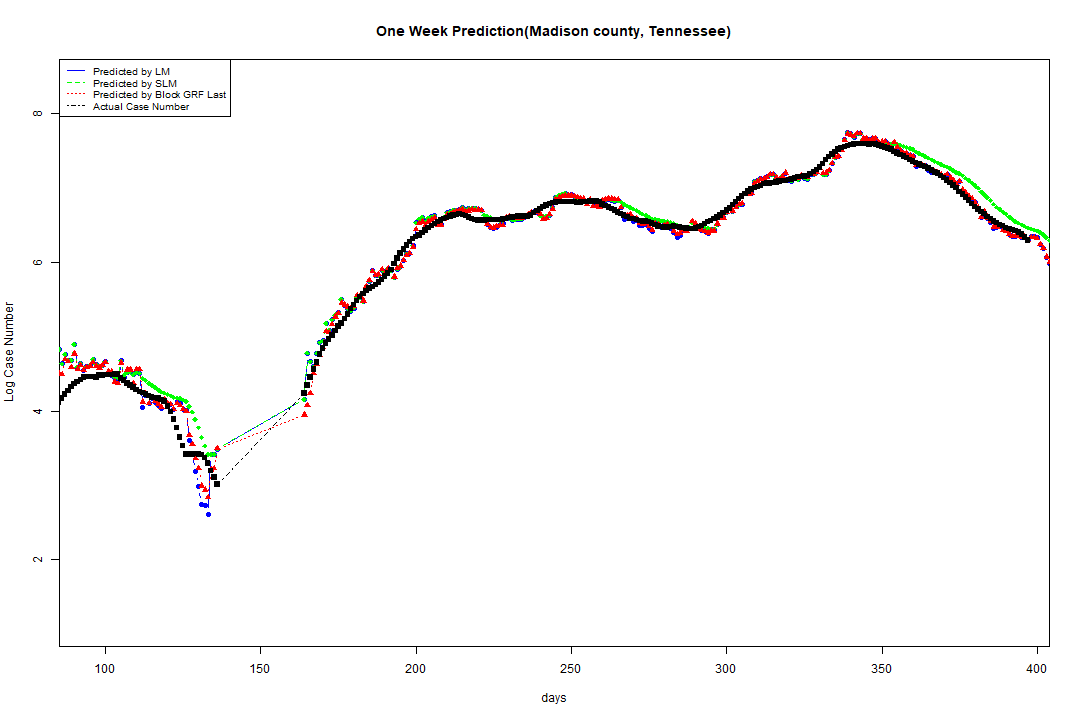 One Week Prediction(Madison county, Tennessee)
Predicted by LM
Predicted by SLM
Predicted by Block GRF Last
Actual Case Number
8
6
4
2
Log Case Number
100 150 200 250 300 350 400
days